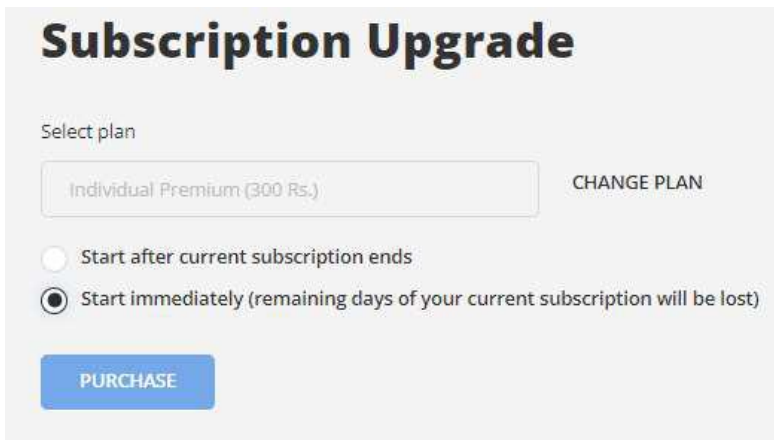 Subscription Upgrade
Select plan
Individual Premium (300 Rs.)
CHANGE PLAN
Start after current subscription ends
Start immediately (remaining days of your current subscription will be lost)
PURCHASE